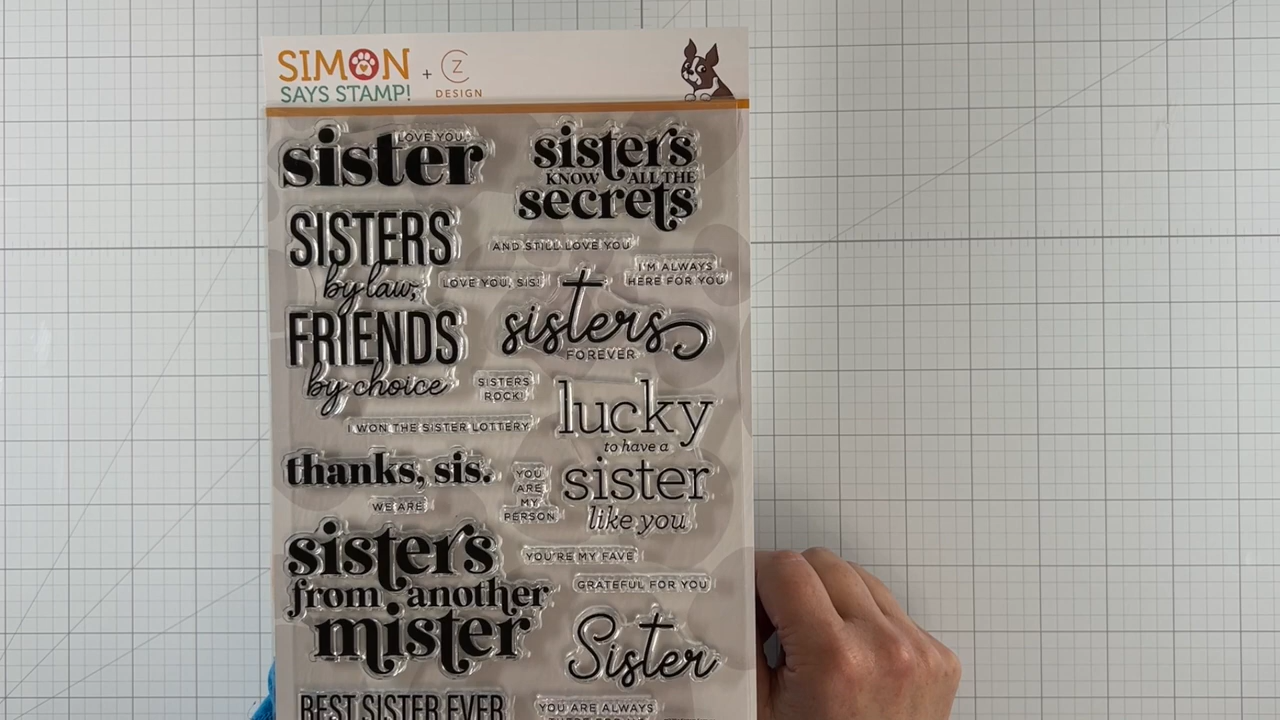 SIMON
SAYS STAMP!
+ CZ
DESIGN
LOVE YOU,
sister
sisters
KNOW ALL THE
secrets
SISTERS
by law,
FRIENDS
by choice
AND STILL LOVE YOU
LOVE YOU, SIS!
I'M ALWAYS
HERE FOR YOU
sisters
FOREVER
SISTERS
ROCK!
I WON THE SISTER LOTTERY
lucky
to have a
sister
like you
thanks, sis.
WE ARE
YOU
ARE
MY
PERSON
sisters
from another
mister
YOU'RE MY FAVE
GRATEFUL FOR YOU
Sister
BEST SISTER EVER
YOU ARE ALWAYS